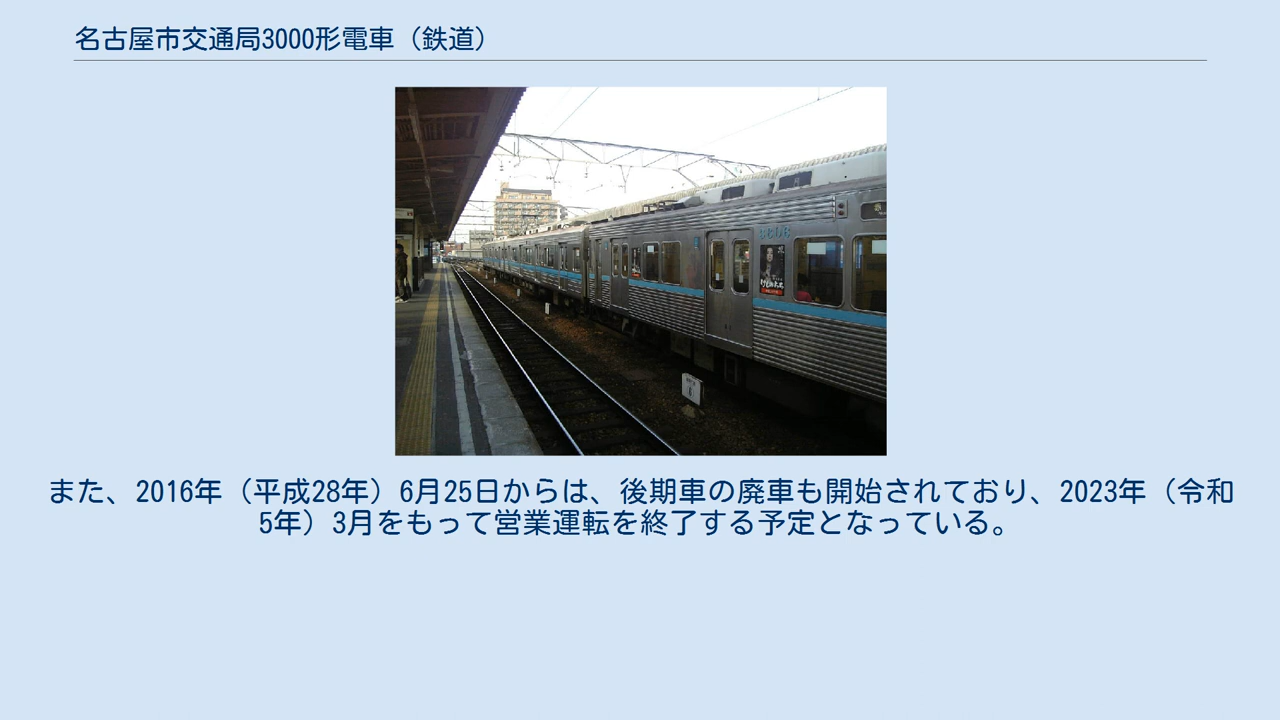 名古屋市交通局3000形電車（鉄道）
また、2016年（平成28年）6月25日からは、後期車の廃車も開始されており、2023年（令和
5年）3月をもって営業運転を終了する予定となっている。